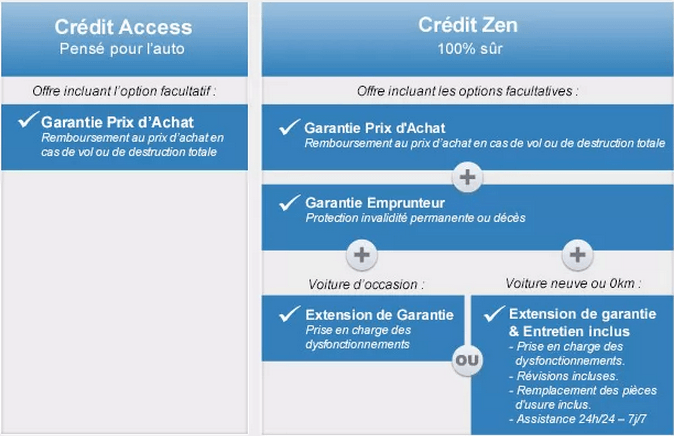 Crédit Access
Pensé pour l'auto
Offre incluant l'option facultatif :
Garantie Prix d'Achat
Remboursement au prix d'achat en
cas de vol ou de destruction totale
Crédit Zen
100% sûr
Offre incluant les options facultatives :
Garantie Prix d'Achat
Remboursement au prix d'achat en cas de vol ou de destruction totale
+
Garantie Emprunteur
Protection invalidité permanente ou décès
+
+
Voiture d'occasion :
Extension de Garantie
Prise en charge des
dysfonctionnements
OU
Voiture neuve ou 0km :
Extension de garantie
& Entretien inclus
- Prise en charge des
dysfonctionnements.
- Révisions incluses.
- Remplacement des pièces
d'usure inclus.
- Assistance 24h/24 – 7j/7